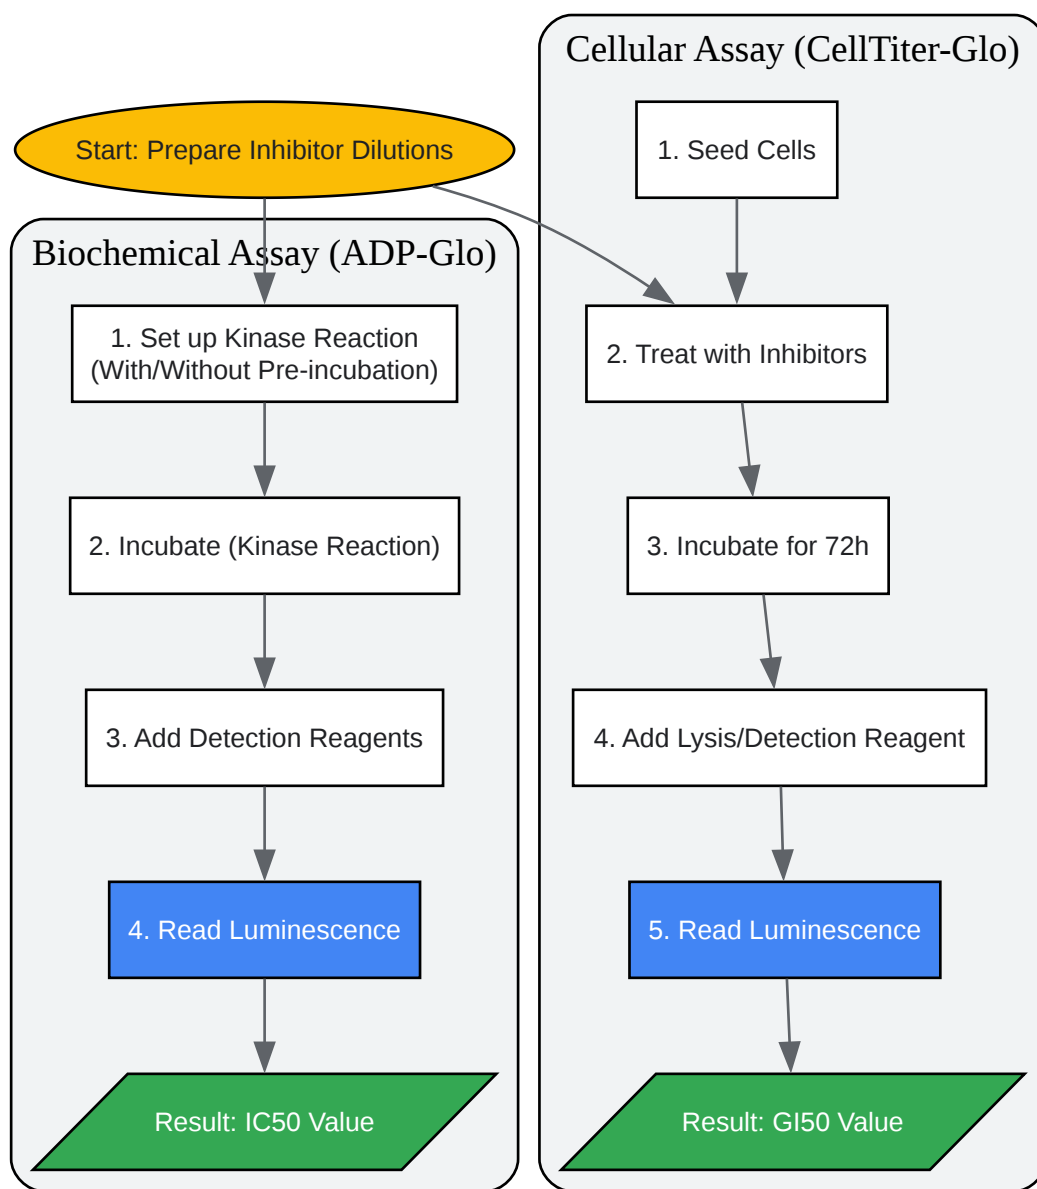 Start: Prepare Inhibitor Dilutions
Biochemical Assay (ADP-Glo)
1. Set up Kinase Reaction
(With/Without Pre-incubation)
2. Incubate (Kinase Reaction)
3. Add Detection Reagents
4. Read Luminescence
Result: IC50 Value
Cellular Assay (CellTiter-Glo)
1. Seed Cells
2. Treat with Inhibitors
3. Incubate for 72h
4. Add Lysis/Detection Reagent
5. Read Luminescence
Result: GI50 Value